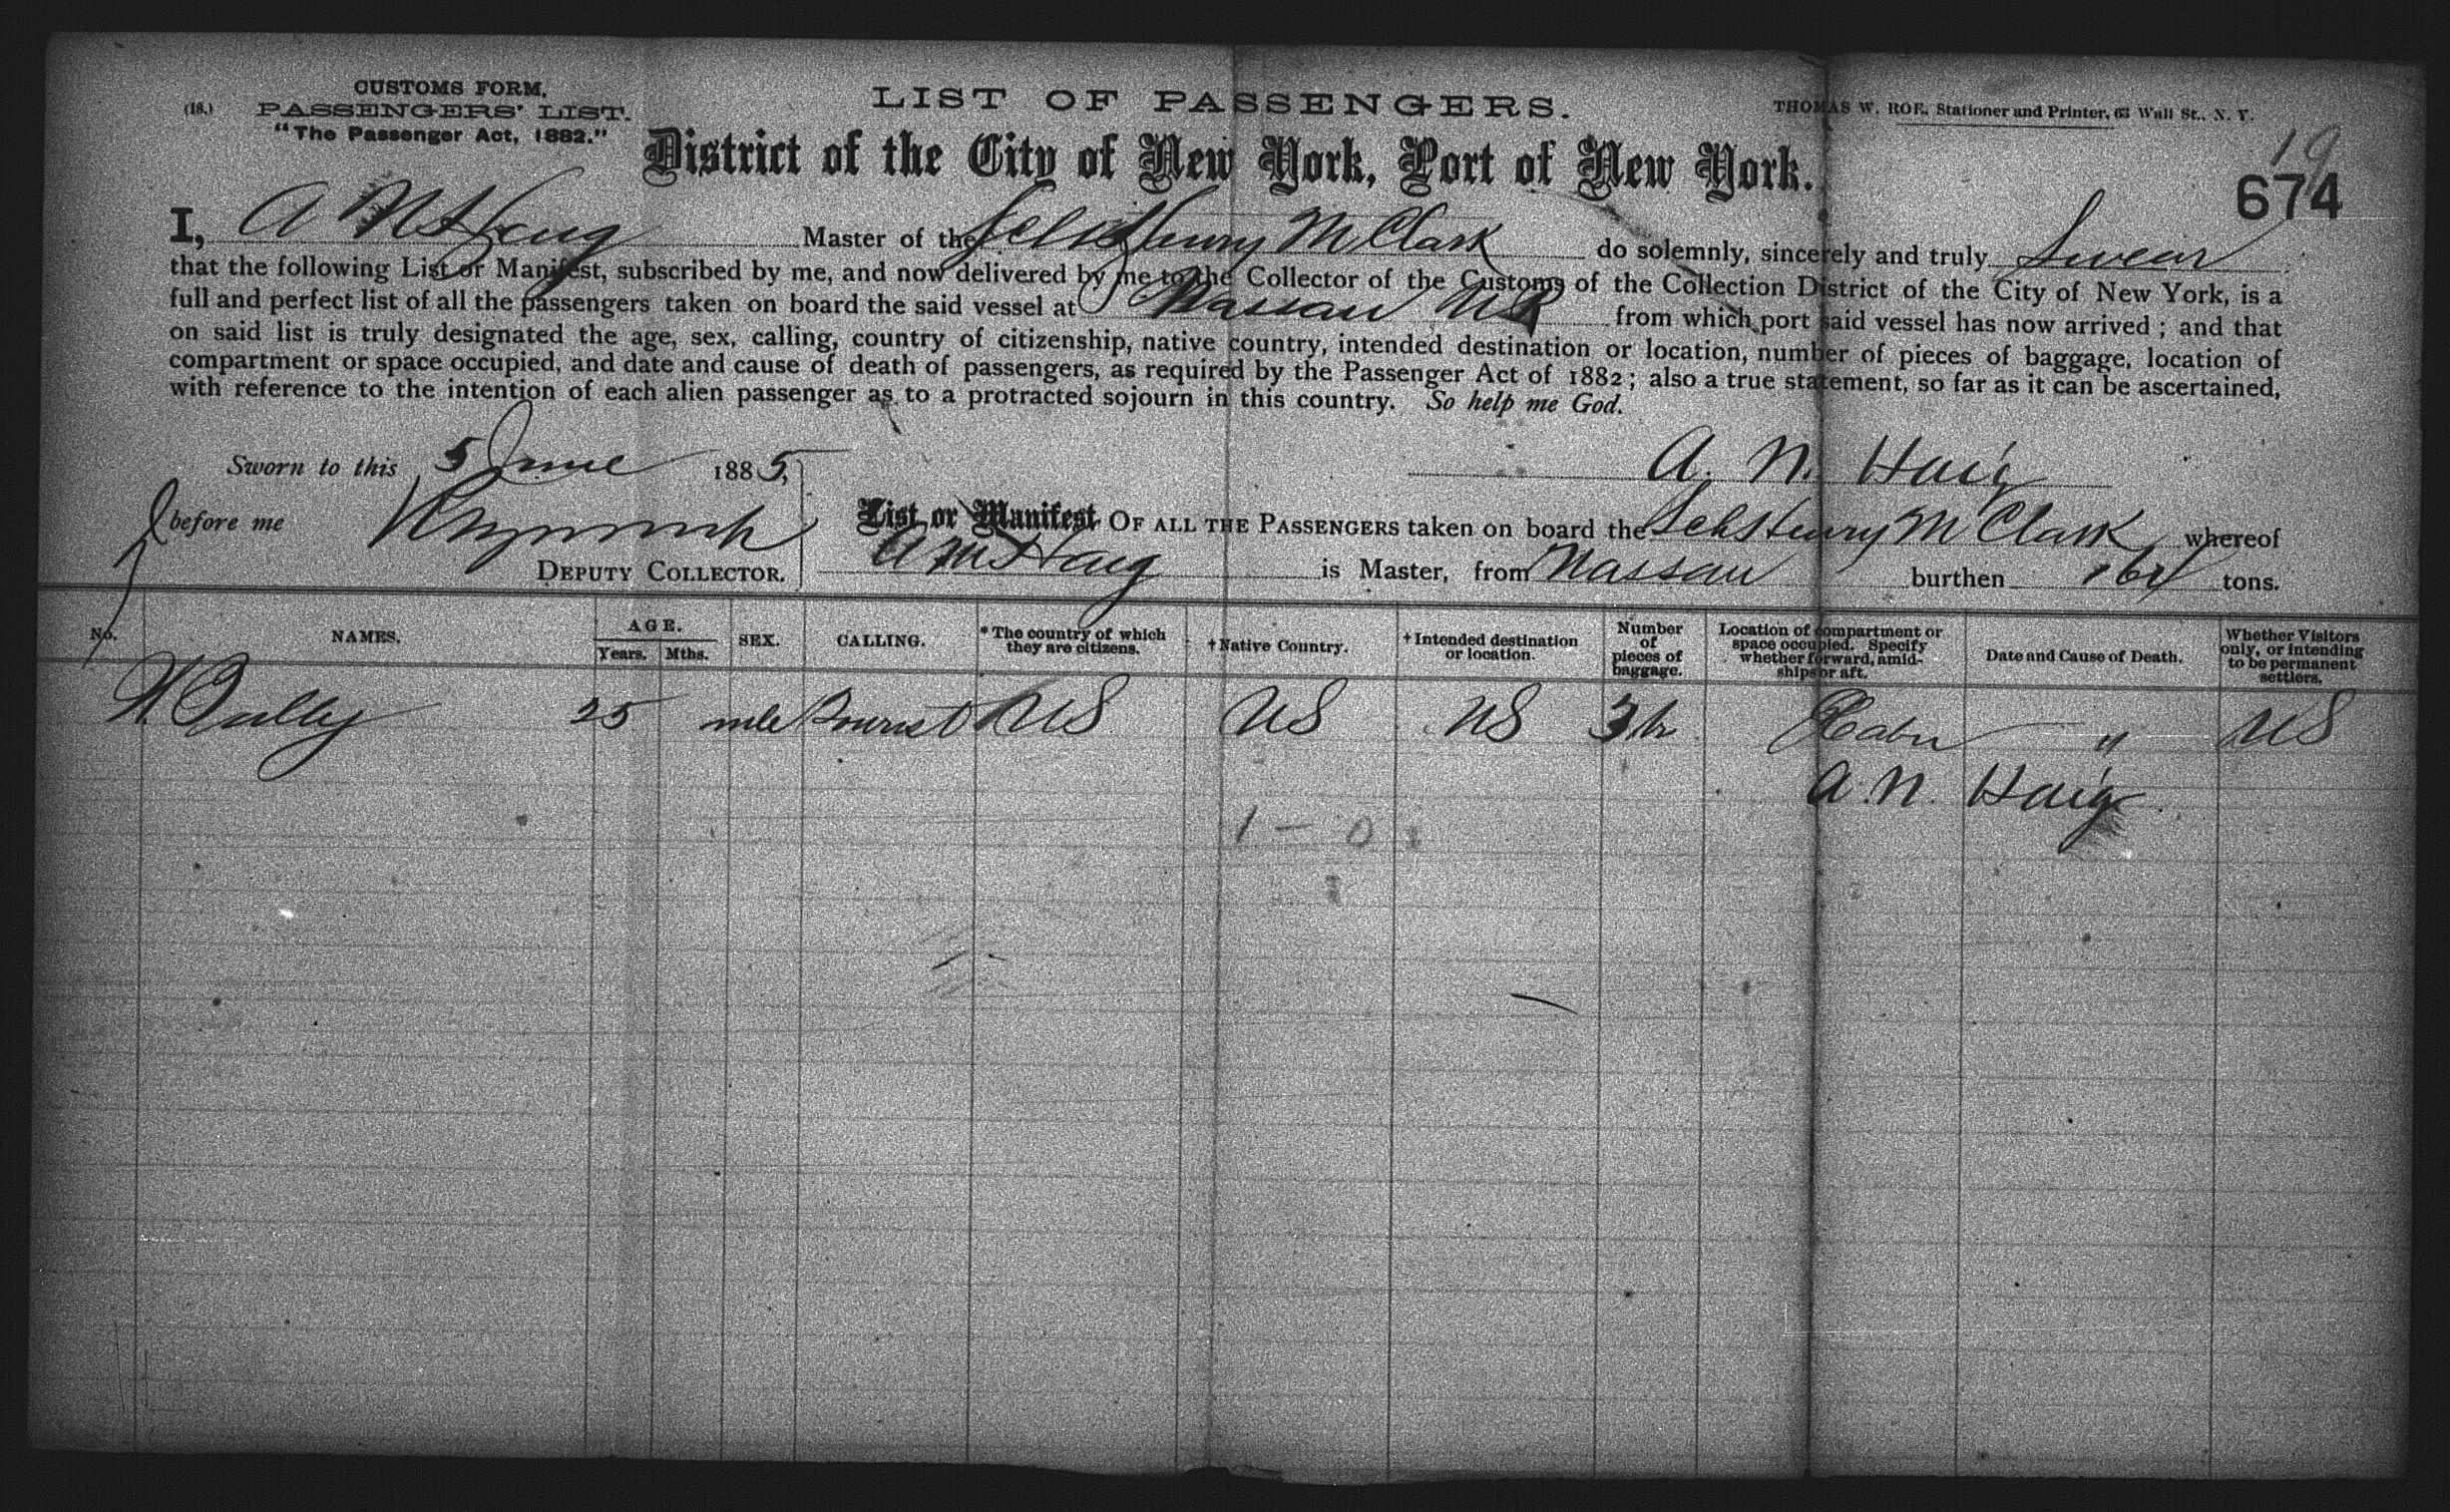 CUSTOMS FORM.
(18.) PASSENGERS' LIST.
"The Passenger Act, 1882."
LIST OF PASSENGERS.
THOMAS W. ROE, Stationer and Printer, 63 Wall St., N. Y.
District of the City of New York, Port of New York.
19
674
I, A N Haig Master of the Henry M Clark do solemnly, sincerely and truly Swear
that the following List or Manifest, subscribed by me, and now delivered by me to the Collector of the Customs of the Collection District of the City of New York, is a
full and perfect list of all the passengers taken on board the said vessel at Nassau NP from which port said vessel has now arrived; and that
on said list is truly designated the age, sex, calling, country of citizenship, native country, intended destination or location, number of pieces of baggage, location of
compartment or space occupied, and date and cause of death of passengers, as required by the Passenger Act of 1882; also a true statement, so far as it can be ascertained,
with reference to the intention of each alien passenger as to a protracted sojourn in this country. So help me God.
Sworn to this 5 June 1885,
A. N. Haig
before me
DEPUTY COLLECTOR.
List or Manifest OF ALL THE PASSENGERS taken on board the Henry M Clark whereof
A N Haig is Master, from Nassau burthen tons.
No. NAMES. AGE. Years. Mths. SEX. CALLING. *The country of which they are citizens. †Native Country. †Intended destination or location. Number of pieces of baggage. Location of compartment or space occupied. Specify whether forward, amidships or aft. Date and Cause of Death. Whether Visitors only, or intending to be permanent settlers.
25 mle Tourist US US US 3 Cabin " US
A. N. Haig
1 - 0